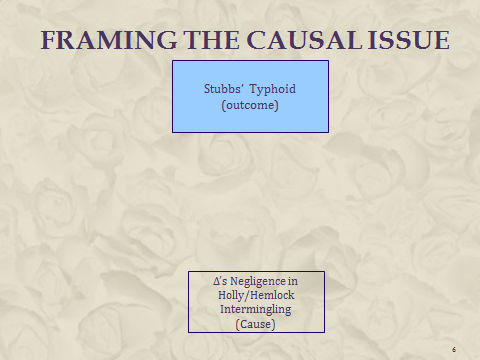 FRAMING THE CAUSAL ISSUE
Stubbs' Typhoid
(outcome)
Δ's Negligence in
Holly/Hemlock
Intermingling
(Cause)
6